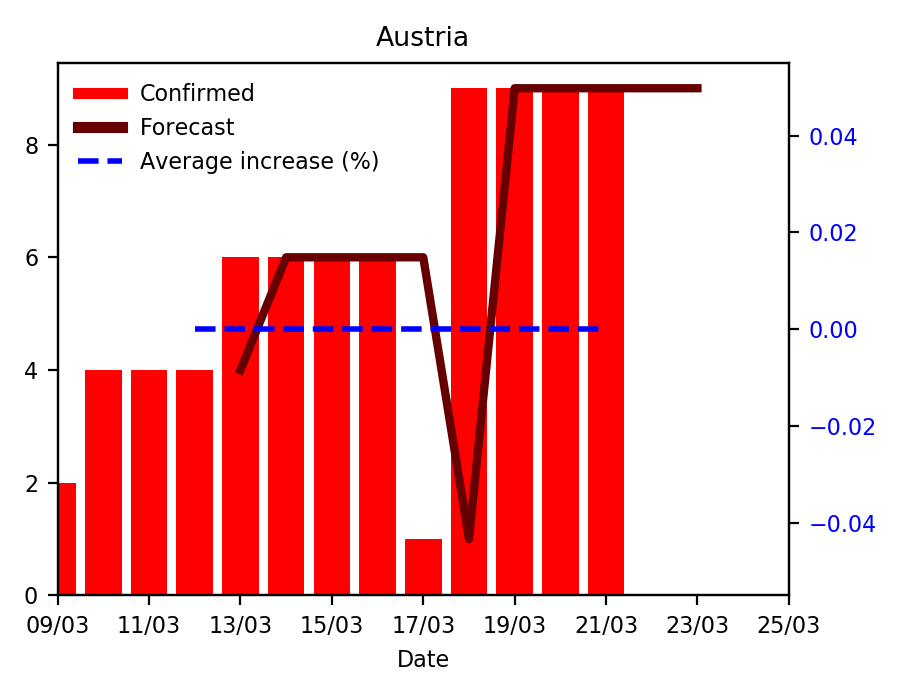 Austria
Confirmed
Forecast
Average increase (%)
8
6
4
2
0
0.04
0.02
0.00
−0.02
−0.04
09/03 11/03 13/03 15/03 17/03 19/03 21/03 23/03 25/03
Date